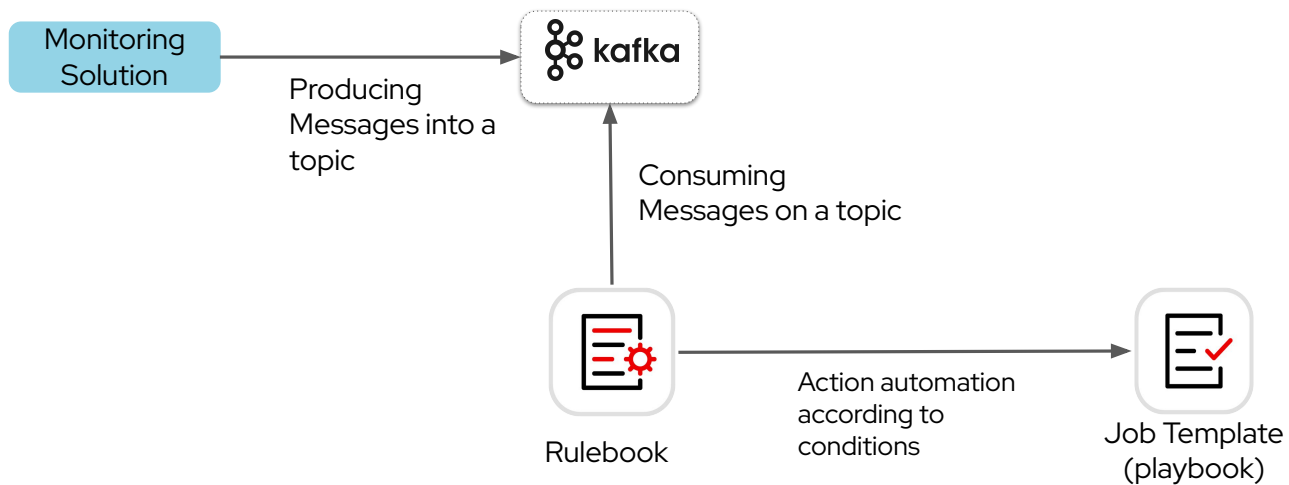 Monitoring
Solution
kafka
Producing
Messages into a
topic
Consuming
Messages on a topic
Rulebook
Action automation
according to
conditions
Job Template
(playbook)